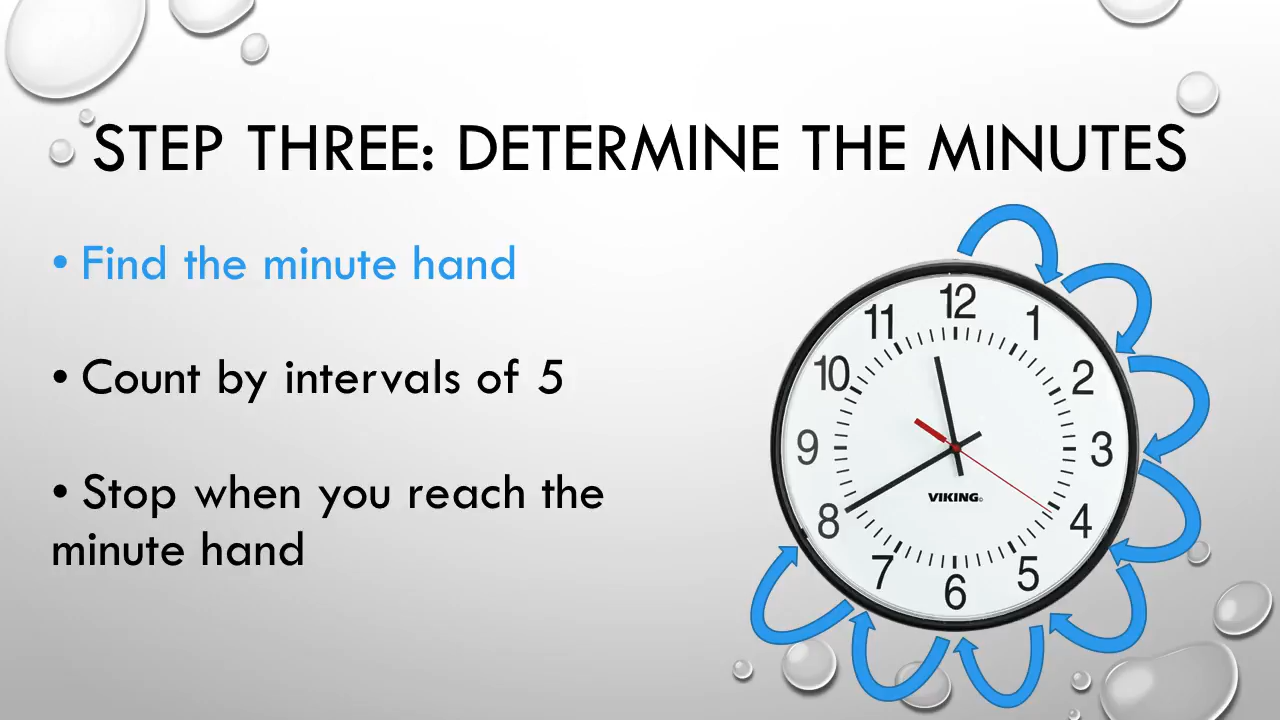 STEP THREE: DETERMINE THE MINUTES
• Find the minute hand
• Count by intervals of 5
• Stop when you reach the
minute hand
12
1
2
3
4
5
6
7
8
9
10
11
VIKING